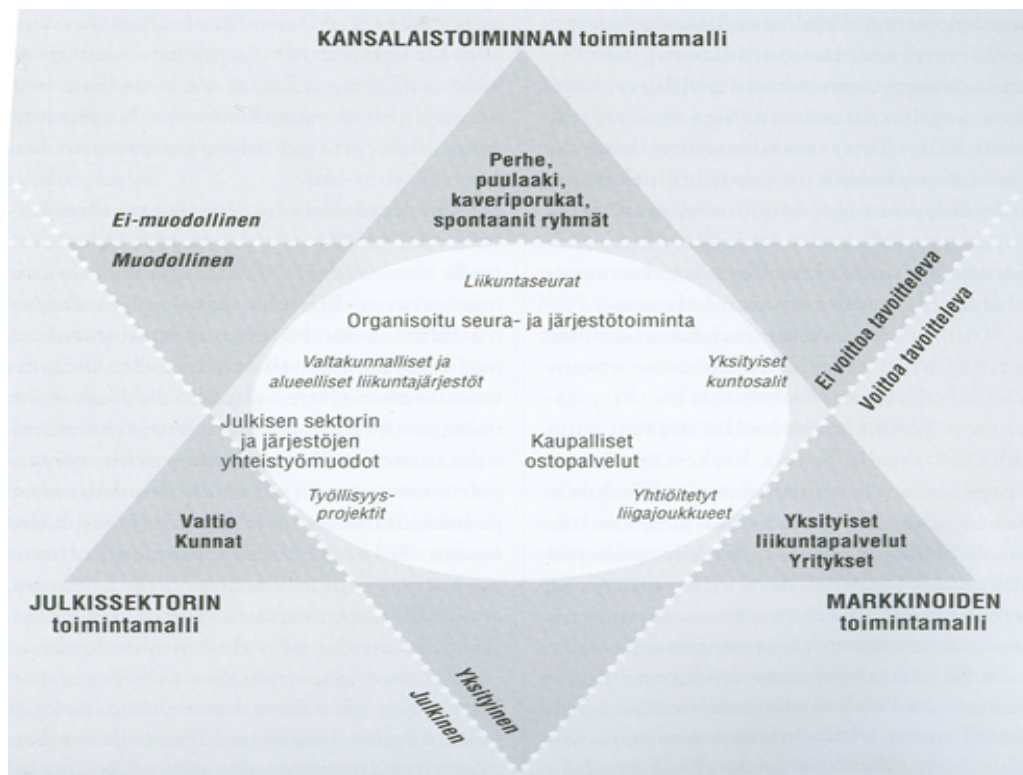 KANSALAISTOIMINNAN toimintamalli
Perhe,
puulaaki,
kaveriporukat,
spontaanit ryhmät
Ei-muodollinen
Muodollinen
Liikuntaseurat
Organisoitu seura- ja järjestötoiminta
Valtakunnalliset ja
alueelliset liikuntajärjestöt
Yksityiset
kuntosalit
Ei voittoa tavoitteleva
Voittoa tavoitteleva
Julkisen sektorin
ja järjestöjen
yhteistyömuodot
Kaupalliset
ostopalvelut
Työllisyys-
projektit
Yhtiöitetyt
liigajoukkueet
Valtio
Kunnat
Yksityiset
liikuntapalvelut
Yritykset
JULKISSEKTORIN
toimintamalli
MARKKINOIDEN
toimintamalli
Yksityinen
Julkinen